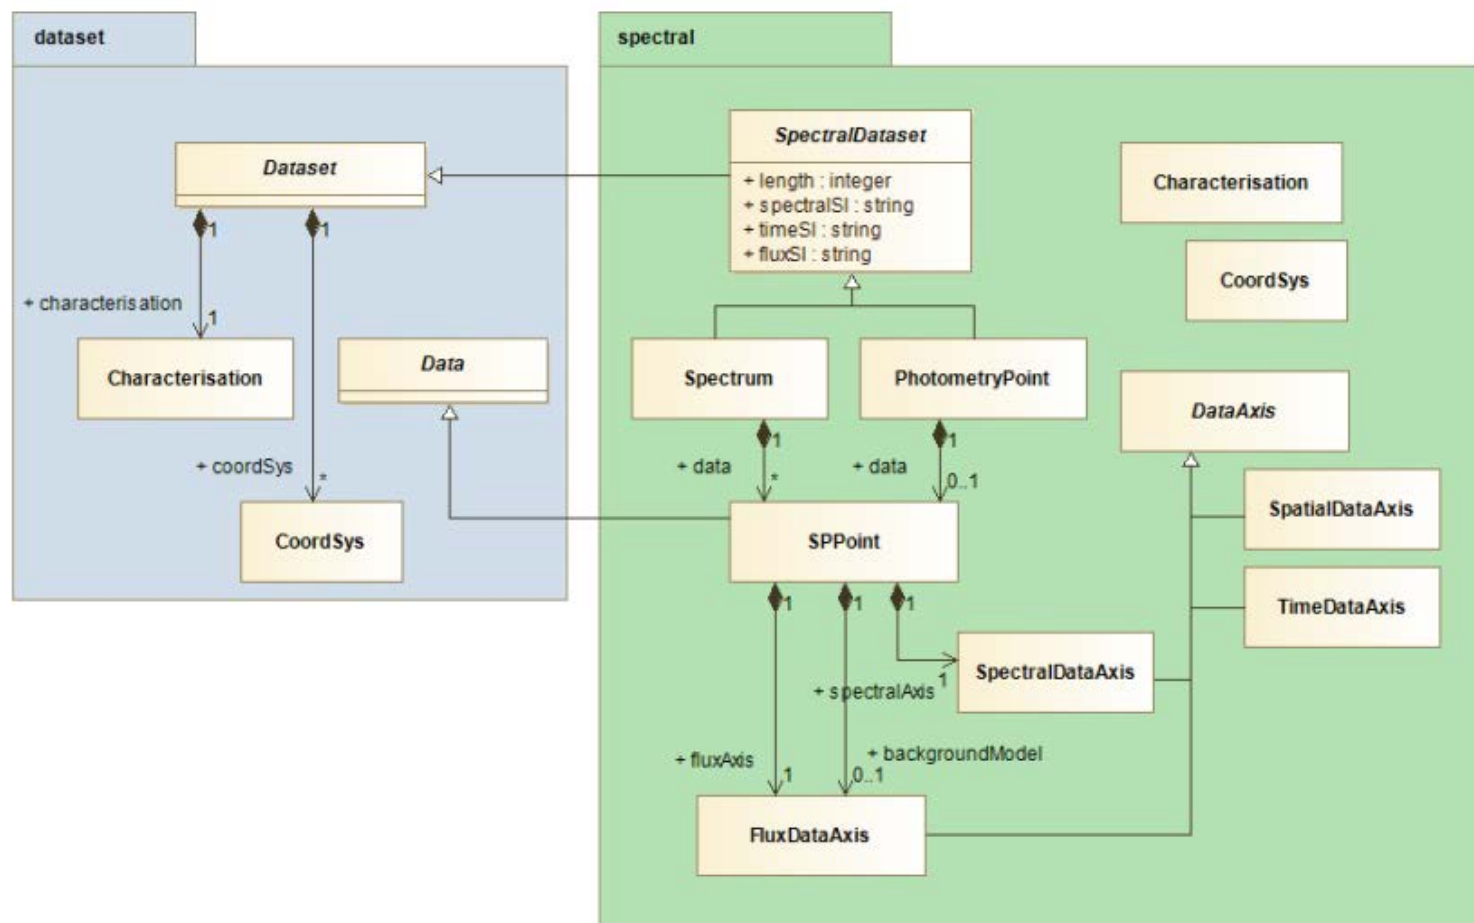 dataset
spectral
SpectralDataset
+ length : integer
+ spectralSI : string
+ timeSI : string
+ fluxSI : string
Dataset
1
1
+ characterisation
1
Characterisation
+ coordSys
*
CoordSys
Data
Characterisation
CoordSys
Spectrum
PhotometryPoint
1
1
+ data
*
+ data
0..1
SPPoint
DataAxis
SpatialDataAxis
TimeDataAxis
1
1
1
SpectralDataAxis
+ spectralAxis
1
+ fluxAxis
1
+ backgroundModel
0..1
FluxDataAxis